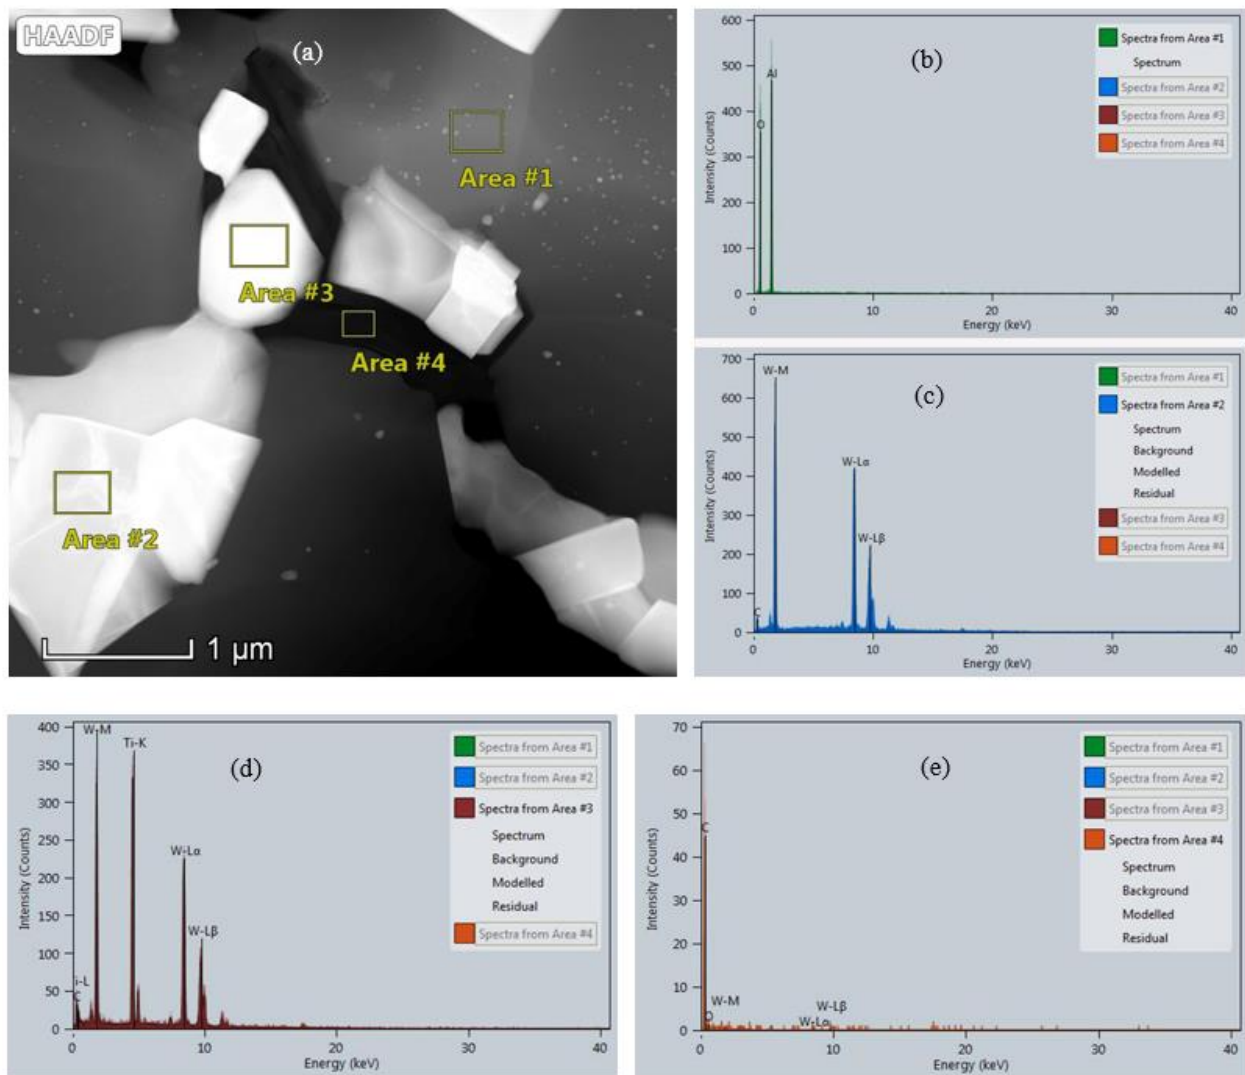 HAADF
(a)
Area #1
Area #3
Area #4
Area #2
1 μm
(b)
600
500
400
300
200
100
0
Intensity (Counts)
Al
O
0
10
20
30
40
Energy (keV)
Spectra from Area #1
Spectrum
Spectra from Area #2
Spectra from Area #3
Spectra from Area #4
(c)
700
600
500
400
300
200
100
0
Intensity (Counts)
W-M
W-Lα
W-Lβ
C
0
10
20
30
40
Energy (keV)
Spectra from Area #1
Spectra from Area #2
Spectrum
Background
Modelled
Residual
Spectra from Area #3
Spectra from Area #4
(d)
400
350
300
250
200
150
100
50
0
Intensity (Counts)
W-M
Ti-K
W-Lα
W-Lβ
i-L
C
0
10
20
30
40
Energy (keV)
Spectra from Area #1
Spectra from Area #2
Spectra from Area #3
Spectrum
Background
Modelled
Residual
Spectra from Area #4
(e)
70
60
50
40
30
20
10
0
Intensity (Counts)
C
W-M
O
W-Lβ
W-Lα
0
10
20
30
40
Energy (keV)
Spectra from Area #1
Spectra from Area #2
Spectra from Area #3
Spectra from Area #4
Spectrum
Background
Modelled
Residual